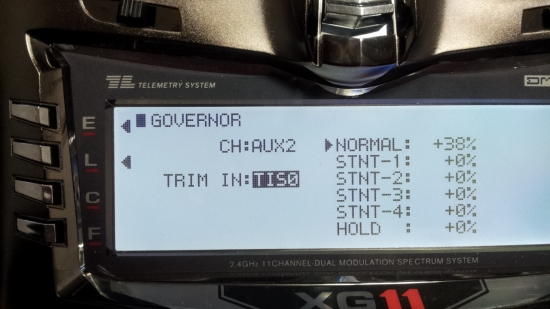 TELEMETRY SYSTEM
DM
GOVERNOR
CH:AUX2
TRIM IN:TIS0
NORMAL: +38%
STNT-1: +0%
STNT-2: +0%
STNT-3: +0%
STNT-4: +0%
HOLD : +0%
E
L
C
F
2.4GHz 11CHANNEL-DUAL MODULATION SPECTRUM SYSTEM
XG11